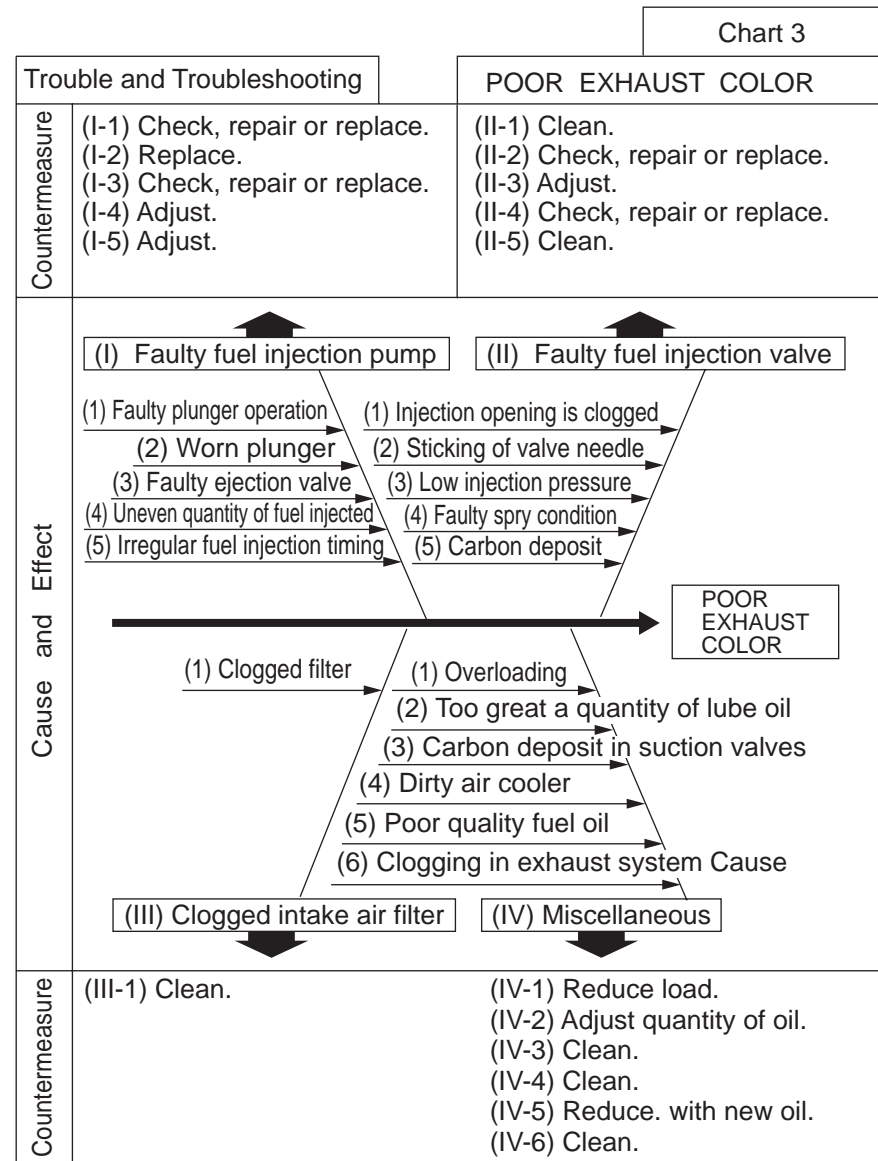 Chart 3
Trouble and Troubleshooting
POOR EXHAUST COLOR
Countermeasure
(I-1) Check, repair or replace.
(I-2) Replace.
(I-3) Check, repair or replace.
(I-4) Adjust.
(I-5) Adjust.
(II-1) Clean.
(II-2) Check, repair or replace.
(II-3) Adjust.
(II-4) Check, repair or replace.
(II-5) Clean.
Cause and Effect
(I) Faulty fuel injection pump
(1) Faulty plunger operation
(2) Worn plunger
(3) Faulty ejection valve
(4) Uneven quantity of fuel injected
(5) Irregular fuel injection timing
(II) Faulty fuel injection valve
(1) Injection opening is clogged
(2) Sticking of valve needle
(3) Low injection pressure
(4) Faulty spry condition
(5) Carbon deposit
POOR
EXHAUST
COLOR
(1) Clogged filter
(III) Clogged intake air filter
(1) Overloading
(2) Too great a quantity of lube oil
(3) Carbon deposit in suction valves
(4) Dirty air cooler
(5) Poor quality fuel oil
(6) Clogging in exhaust system Cause
(IV) Miscellaneous
Countermeasure
(III-1) Clean.
(IV-1) Reduce load.
(IV-2) Adjust quantity of oil.
(IV-3) Clean.
(IV-4) Clean.
(IV-5) Reduce. with new oil.
(IV-6) Clean.